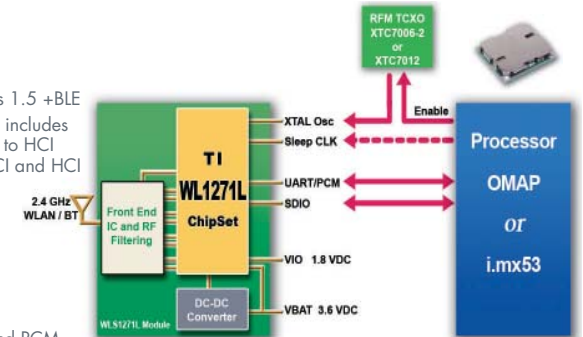 RFM TCXO
XTC7006-2
or
XTC7012
s 1.5 +BLE
includes
to HCI
CI and HCI
XTAL Osc
Enable
Sleep CLK
Processor
OMAP
or
i.mx53
TI
WL1271L
ChipSet
UART/PCM
SDIO
2.4 GHz
WLAN / BT
Front End
IC and RF
Filtering
VIO 1.8 VDC
DC-DC
Converter
VBAT 3.6 VDC
WLS1271L Module
nd PCM